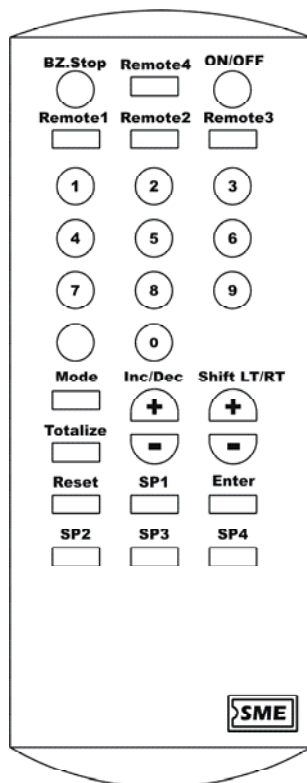 BZ.Stop Remote4 ON/OFF
Remote1 Remote2 Remote3
1 2 3
4 5 6
7 8 9
0
Mode Inc/Dec Shift LT/RT
+ +
Totalize - -
Reset SP1 Enter
SP2 SP3 SP4
SME